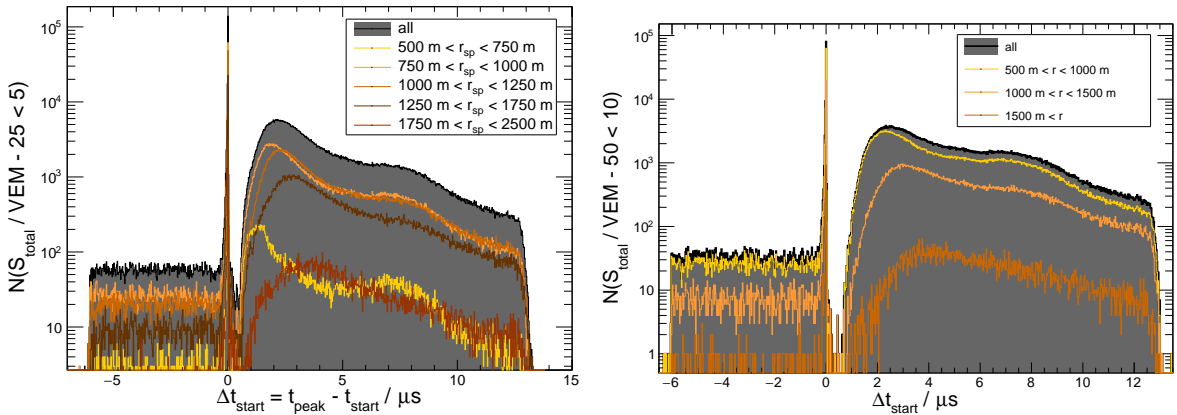 N(S_total / VEM - 25 < 5)
10^5
10^4
10^3
10^2
10
all
500 m < r_sp < 750 m
750 m < r_sp < 1000 m
1000 m < r_sp < 1250 m
1250 m < r_sp < 1750 m
1750 m < r_sp < 2500 m
−5 0 5 10 15
Δt_start = t_peak - t_start / μs
N(S_total / VEM - 50 < 10)
10^5
10^4
10^3
10^2
10
1
all
500 m < r < 1000 m
1000 m < r < 1500 m
1500 m < r
−6 −4 −2 0 2 4 6 8 10 12
Δt_start / μs